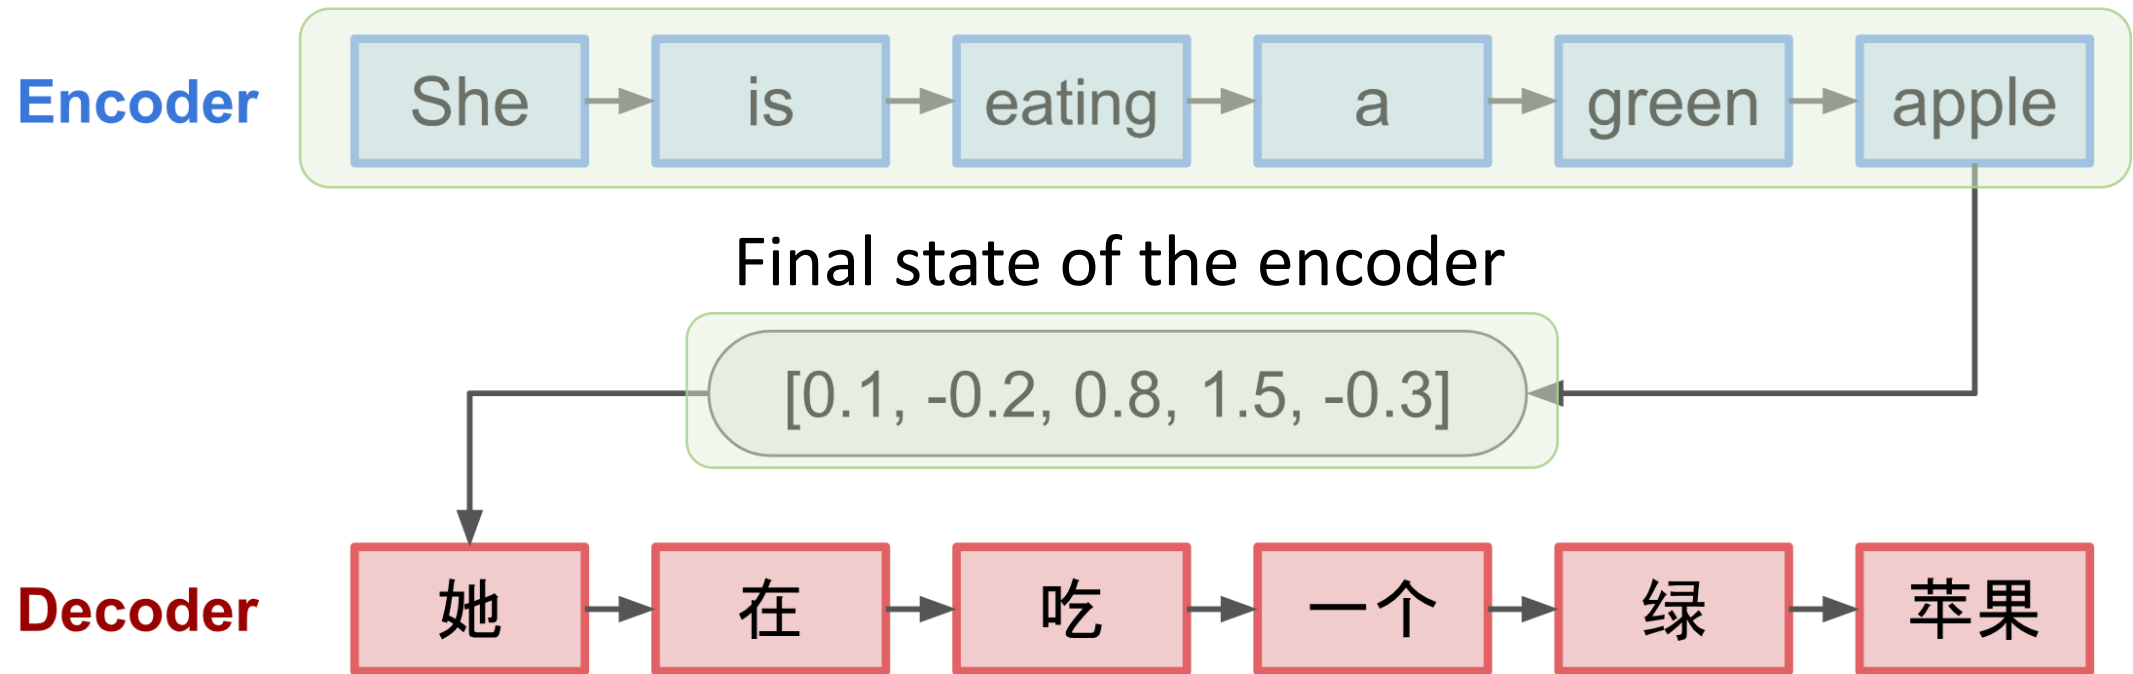 Encoder She is eating a green apple
Final state of the encoder
[0.1, -0.2, 0.8, 1.5, -0.3]
Decoder 她 在 吃 一个 绿 苹果